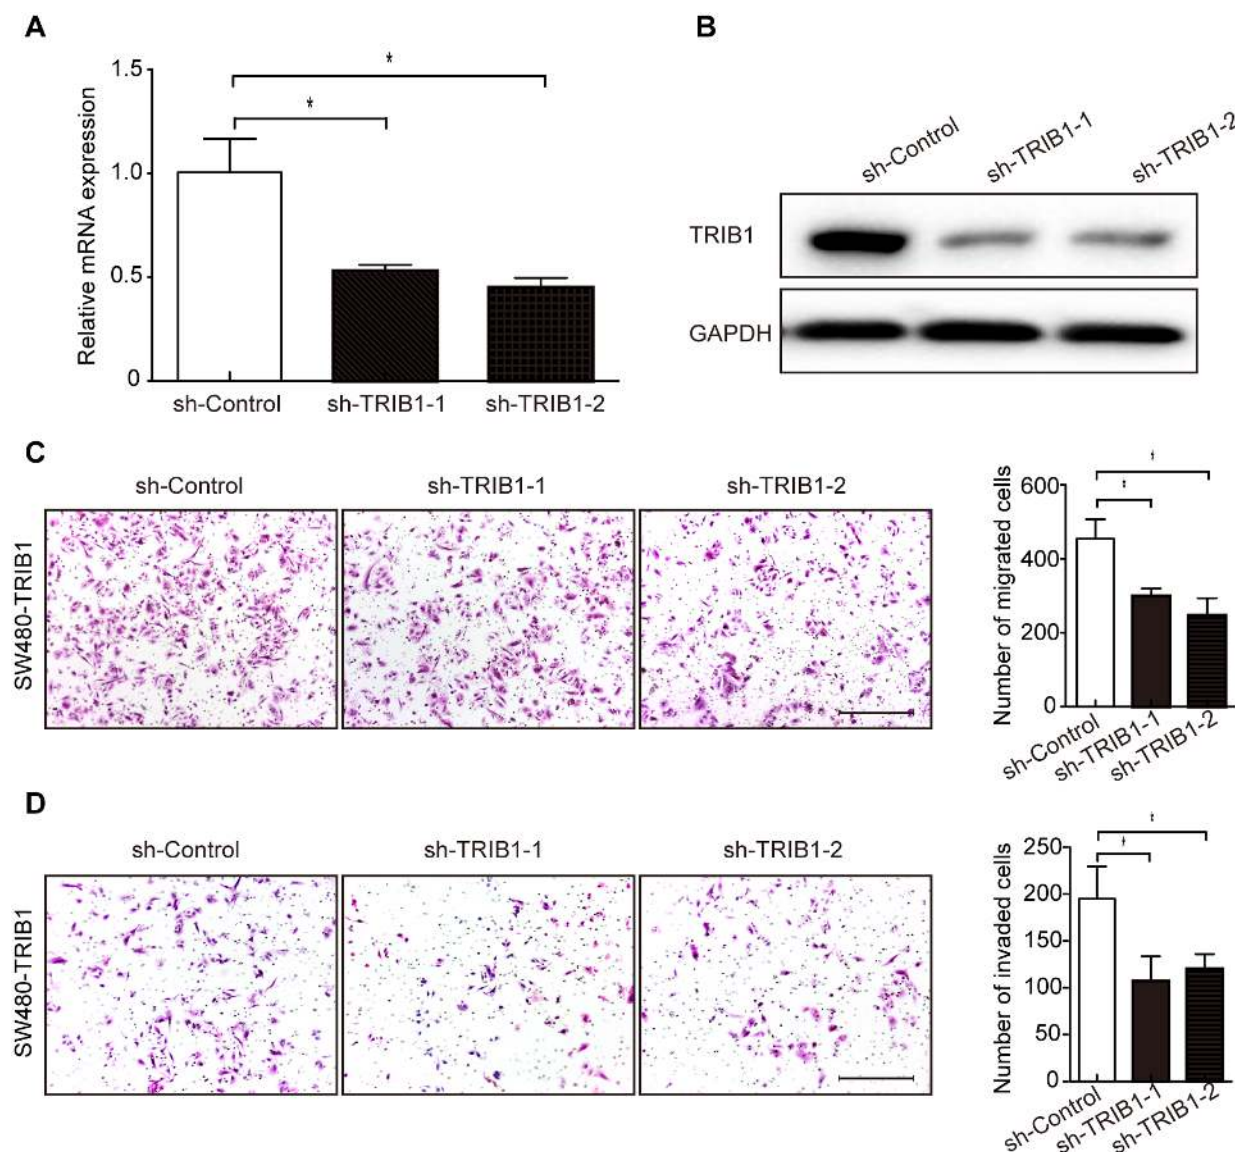 A
Relative mRNA expression
1.5
1.0
0.5
0
*
*
sh-Control
sh-TRIB1-1
sh-TRIB1-2
B
sh-Control
sh-TRIB1-1
sh-TRIB1-2
TRIB1
GAPDH
C
sh-Control
sh-TRIB1-1
sh-TRIB1-2
SW480-TRIB1
Number of migrated cells
600
400
200
0
*
*
sh-Control
sh-TRIB1-1
sh-TRIB1-2
D
sh-Control
sh-TRIB1-1
sh-TRIB1-2
SW480-TRIB1
Number of invaded cells
250
200
150
100
50
0
*
*
sh-Control
sh-TRIB1-1
sh-TRIB1-2